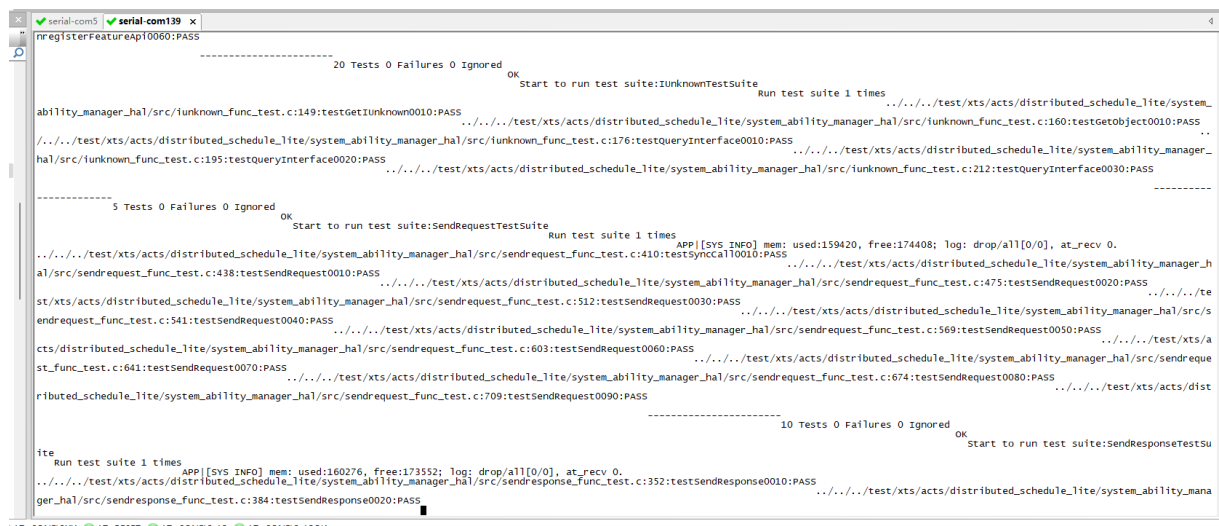 serial-com5 serial-com139 ×
nregisterFeatureApi0060:PASS
----------------------
20 Tests 0 Failures 0 Ignored
OK
Start to run test suite:IUnknownTestSuite
Run test suite 1 times
../../../test/xts/acts/distributed_schedule_lite/system_
ability_manager_hal/src/iunknown_func_test.c:149:testGetIUnknown0010:PASS
../../../test/xts/acts/distributed_schedule_lite/system_ability_manager_hal/src/iunknown_func_test.c:160:testGetObject0010:PASS
..
/../../test/xts/acts/distributed_schedule_lite/system_ability_manager_hal/src/iunknown_func_test.c:176:testQueryInterface0010:PASS
../../../test/xts/acts/distributed_schedule_lite/system_ability_manager_
hal/src/iunknown_func_test.c:195:testQueryInterface0020:PASS
../../../test/xts/acts/distributed_schedule_lite/system_ability_manager_hal/src/iunknown_func_test.c:212:testQueryInterface0030:PASS
----------
-------------
5 Tests 0 Failures 0 Ignored
OK
Start to run test suite:SendRequestTestSuite
Run test suite 1 times
APP|[SYS INFO] mem: used:159420, free:174408; log: drop/all[0/0], at_recv 0.
../../../test/xts/acts/distributed_schedule_lite/system_ability_manager_hal/src/sendrequest_func_test.c:410:testSyncCall0010:PASS
../../../test/xts/acts/distributed_schedule_lite/system_ability_manager_h
al/src/sendrequest_func_test.c:438:testSendRequest0010:PASS
../../../test/xts/acts/distributed_schedule_lite/system_ability_manager_hal/src/sendrequest_func_test.c:475:testSendRequest0020:PASS
../../../te
st/xts/acts/distributed_schedule_lite/system_ability_manager_hal/src/sendrequest_func_test.c:512:testSendRequest0030:PASS
../../../test/xts/acts/distributed_schedule_lite/system_ability_manager_hal/src/s
endrequest_func_test.c:541:testSendRequest0040:PASS
../../../test/xts/acts/distributed_schedule_lite/system_ability_manager_hal/src/sendrequest_func_test.c:569:testSendRequest0050:PASS
../../../test/xts/a
cts/distributed_schedule_lite/system_ability_manager_hal/src/sendrequest_func_test.c:603:testSendRequest0060:PASS
../../../test/xts/acts/distributed_schedule_lite/system_ability_manager_hal/src/sendreque
st_func_test.c:641:testSendRequest0070:PASS
../../../test/xts/acts/distributed_schedule_lite/system_ability_manager_hal/src/sendrequest_func_test.c:674:testSendRequest0080:PASS
../../../test/xts/acts/dist
ributed_schedule_lite/system_ability_manager_hal/src/sendrequest_func_test.c:709:testSendRequest0090:PASS
----------------------
10 Tests 0 Failures 0 Ignored
OK
Start to run test suite:SendResponseTestSu
ite
Run test suite 1 times
APP|[SYS INFO] mem: used:160276, free:173552; log: drop/all[0/0], at_recv 0.
../../../test/xts/acts/distributed_schedule_lite/system_ability_manager_hal/src/sendresponse_func_test.c:352:testSendResponse0010:PASS
../../../test/xts/acts/distributed_schedule_lite/system_ability_mana
ger_hal/src/sendresponse_func_test.c:384:testSendResponse0020:PASS